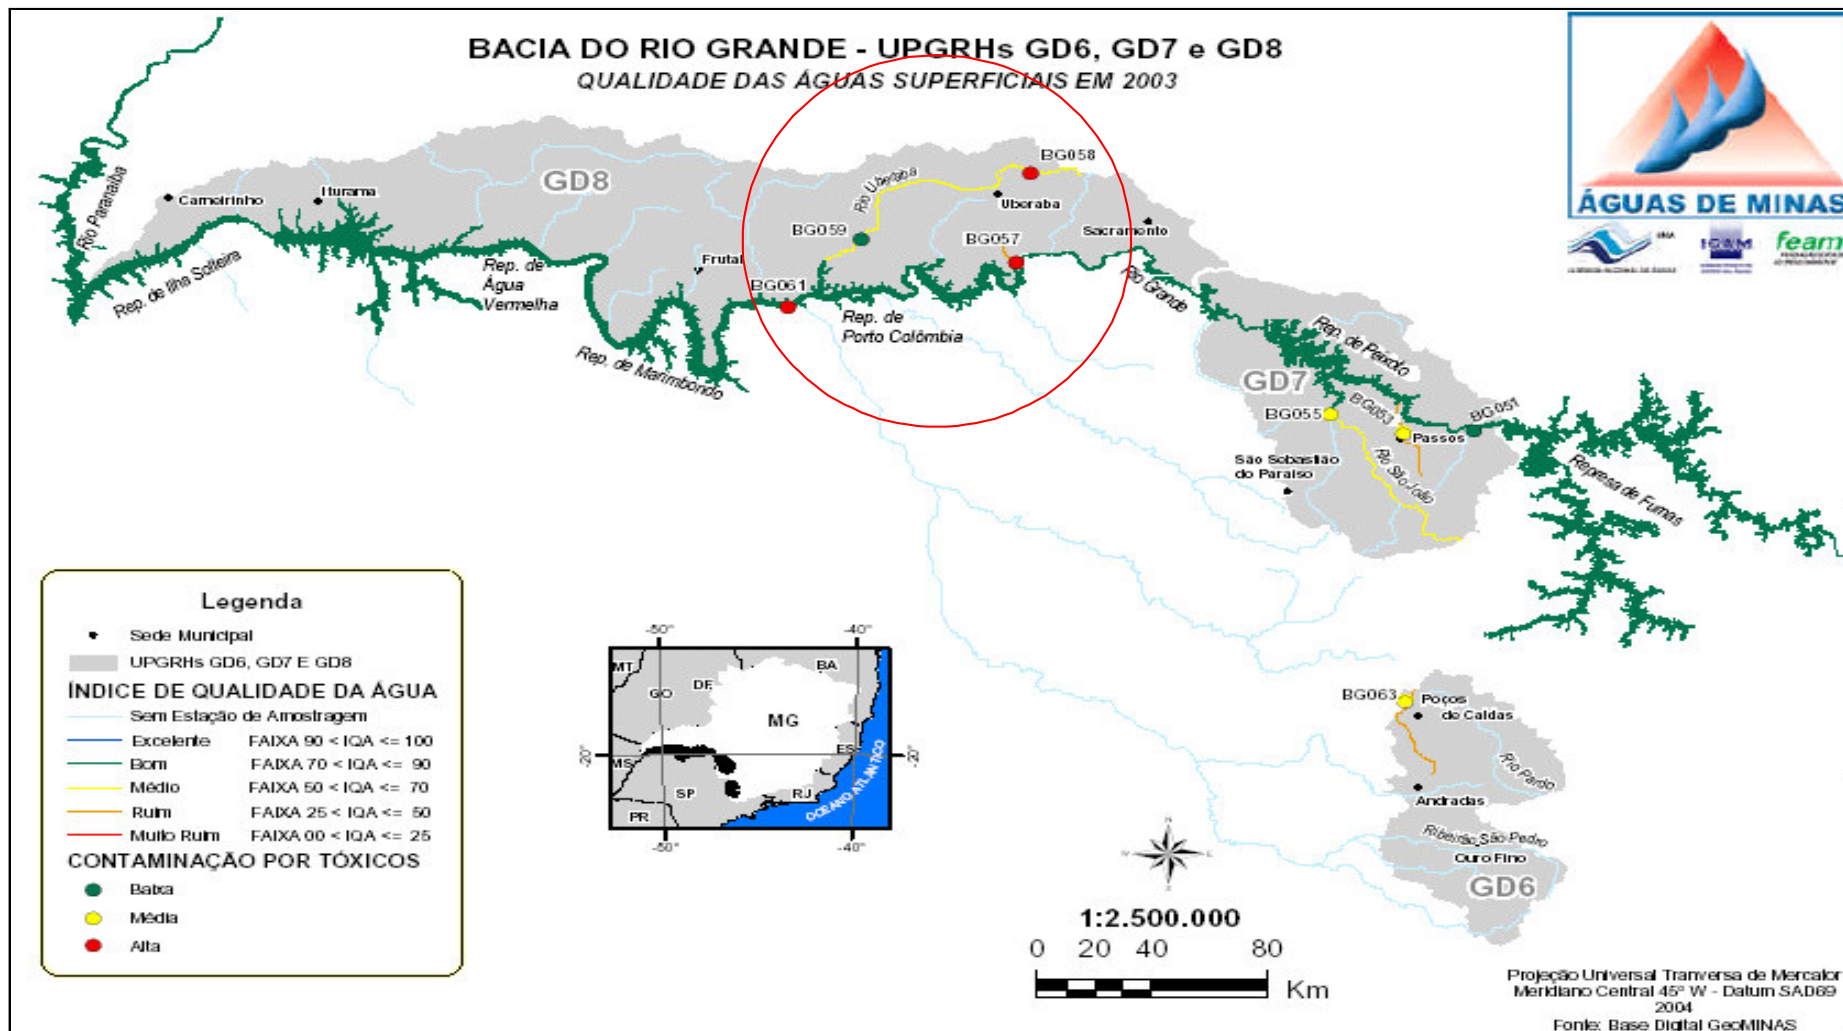 BACIA DO RIO GRANDE - UPGRHs GD6, GD7 e GD8
QUALIDADE DAS ÁGUAS SUPERFICIAIS EM 2003
ÁGUAS DE MINAS
IGAM
feam
Rio Paranaíba
Carneirinho
Iturama
GD8
Rep. de Ilha Solteira
Rep. de
Água
Vermelha
Frutal
Rep. de Marimbondo
BG061
BG059
Rio Uberaba
BG058
Uberaba
BG057
Rep. de
Porto Colômbia
Sacramento
Rio Grande
GD7
Rep. de Peixoto
BG055
BG053
BG051
Passos
São Sebastião
do Paraíso
Rio São João
Represa de Furnas
BG063
Poços
de Caldas
Rio Pardo
Andradas
Ribeirão São Pedro
Ouro Fino
GD6
Legenda
Sede Municipal
UPGRHs GD6, GD7 E GD8
ÍNDICE DE QUALIDADE DA ÁGUA
Sem Estação de Amostragem
Excelente FAIXA 90 < IQA <= 100
Bom FAIXA 70 < IQA <= 90
Médio FAIXA 50 < IQA <= 70
Ruim FAIXA 25 < IQA <= 50
Muito Ruim FAIXA 00 < IQA <= 25
CONTAMINAÇÃO POR TÓXICOS
Baixa
Média
Alta
-50° -40°
MT
BA
GO
DF
MG
-20° -20°
MS
ES
SP
RJ
PR
OCEANO ATLANTICO
-50° -40°
N
W E
S
1:2.500.000
0 20 40 80
Km
Projeção Universal Tranversa de Mercator
Meridiano Central 45º W - Datum SAD69
2004
Fonte: Base Digital GeoMINAS